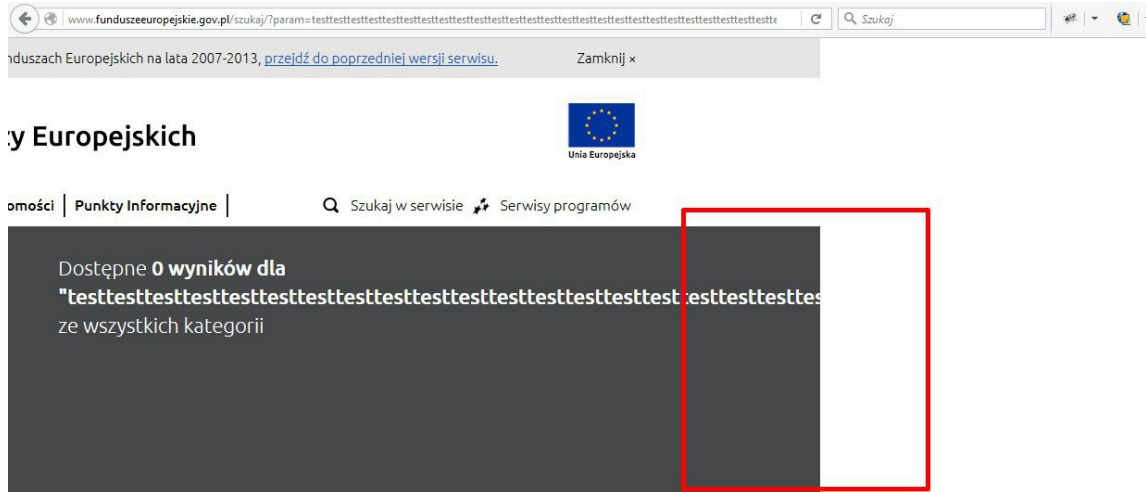 www.funduszeeuropejskie.gov.pl/szukaj/?param=testtesttesttesttesttesttesttesttesttesttesttesttesttesttesttesttesttesttesttesttesttesttesttestte
Szukaj
nduszach Europejskich na lata 2007-2013, przejdź do poprzedniej wersji serwisu.
Zamknij ×
y Europejskich
Unia Europejska
omości | Punkty Informacyjne |
Szukaj w serwisie
Serwisy programów
Dostępne 0 wyników dla
"testtesttesttesttesttesttesttesttesttesttesttesttesttesttesttesttesttesttes
ze wszystkich kategorii